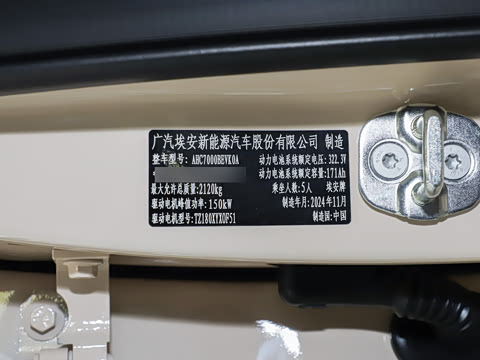 广汽埃安新能源汽车股份有限公司 制造
整车型号: AHC7000BEVK0A 动力电池系统额定电压: 322.3V
动力电池系统额定容量: 171Ah
最大允许总质量: 2120kg 乘坐人数: 5人 埃安牌
驱动电机峰值功率: 150kW 制造年月: 2024年11月
驱动电机型号: TZ180XYX0F51 制造国: 中国